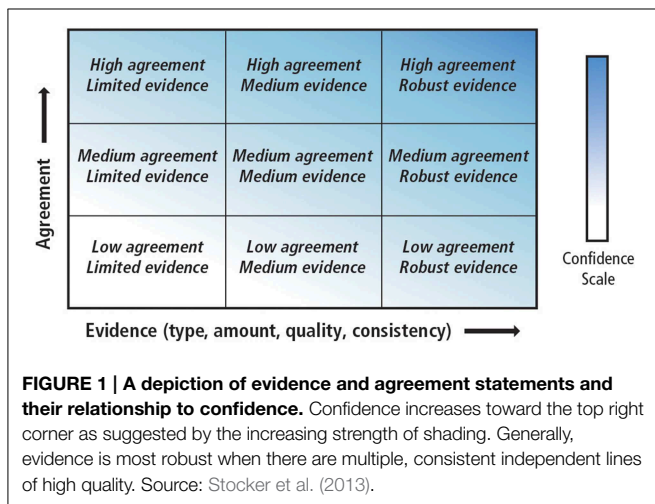 High agreement
Limited evidence
High agreement
Medium evidence
High agreement
Robust evidence
Medium agreement
Limited evidence
Medium agreement
Medium evidence
Medium agreement
Robust evidence
Low agreement
Limited evidence
Low agreement
Medium evidence
Low agreement
Robust evidence
Agreement
Evidence (type, amount, quality, consistency)
Confidence
Scale
FIGURE 1 | A depiction of evidence and agreement statements and
their relationship to confidence. Confidence increases toward the top right
corner as suggested by the increasing strength of shading. Generally,
evidence is most robust when there are multiple, consistent independent lines
of high quality. Source: Stocker et al. (2013).